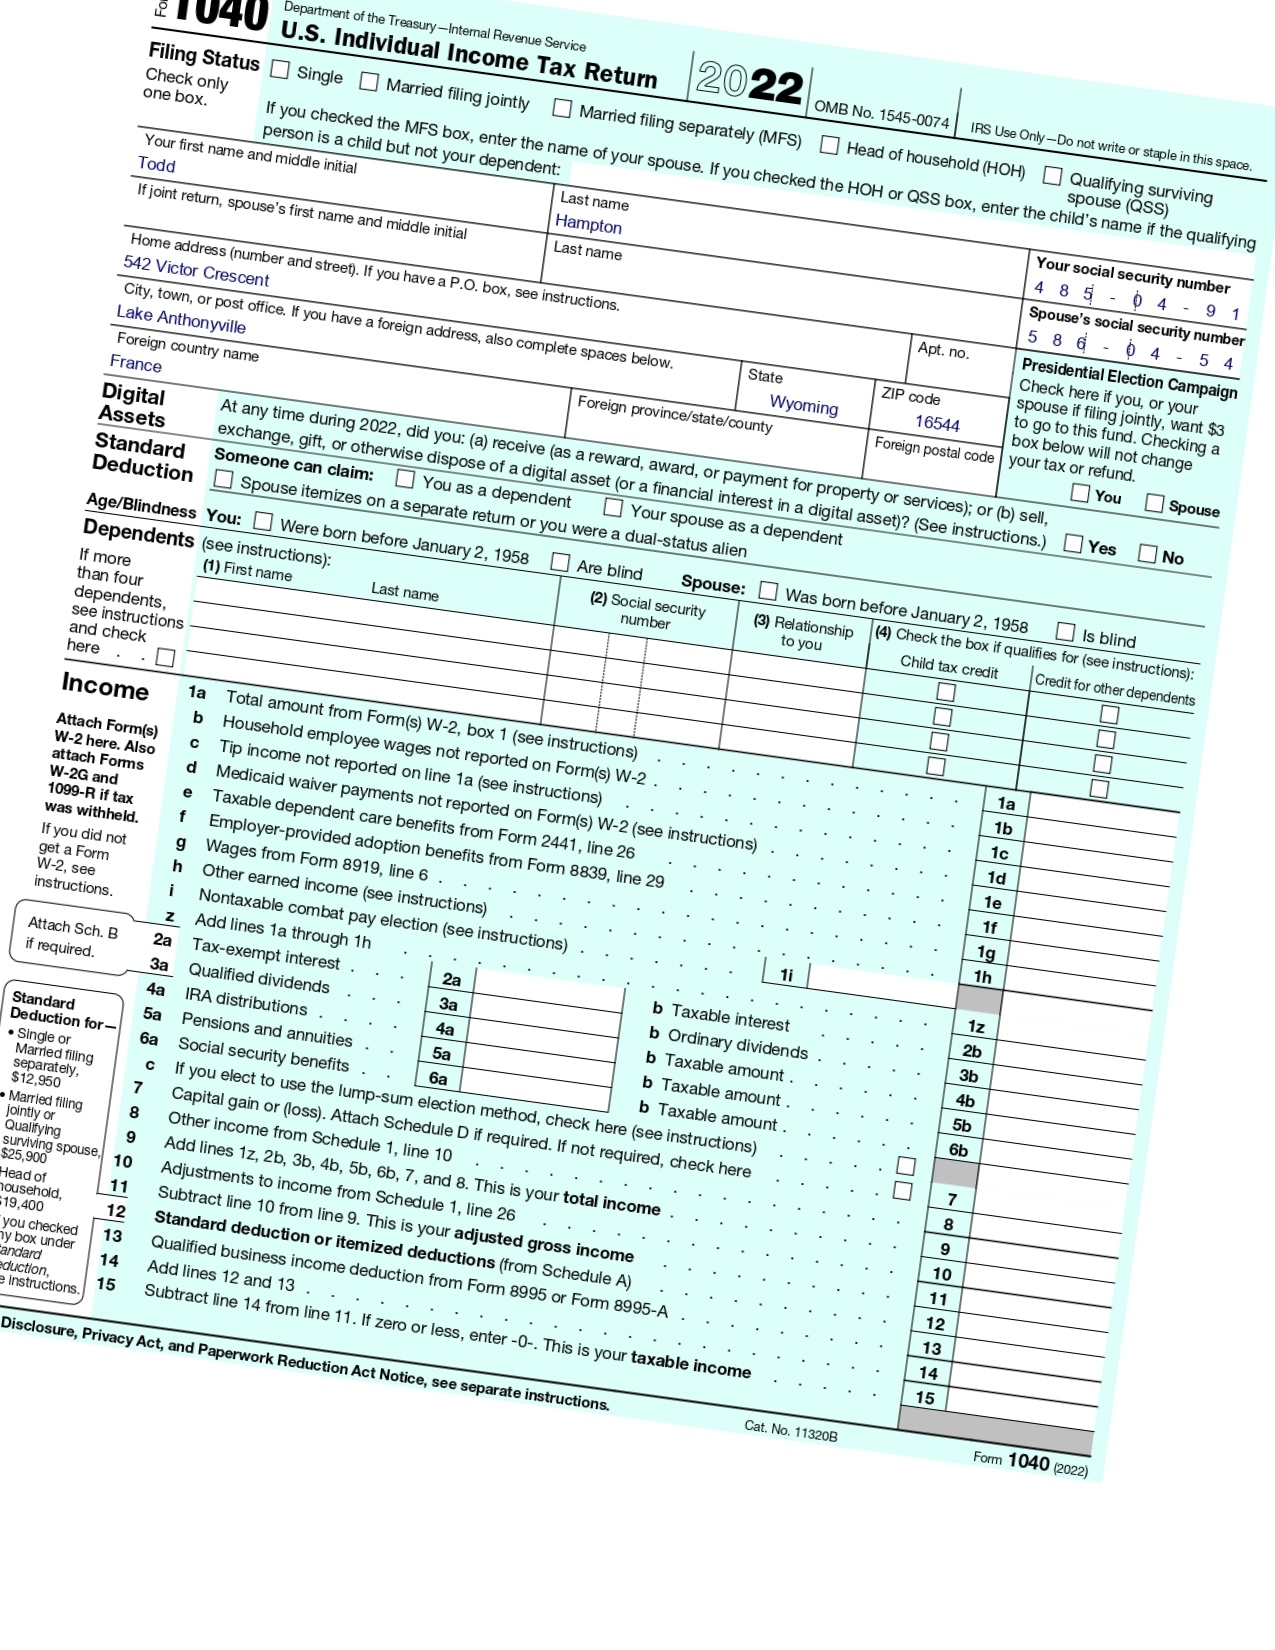 1040
Department of the Treasury—Internal Revenue Service
U.S. Individual Income Tax Return
2022
OMB No. 1545-0074
IRS Use Only—Do not write or staple in this space.
Filing Status
Check only
one box.
Single
Married filing jointly
Married filing separately (MFS)
Head of household (HOH)
Qualifying surviving
spouse (QSS)
If you checked the MFS box, enter the name of your spouse. If you checked the HOH or QSS box, enter the child's name if the qualifying
person is a child but not your dependent:
Your first name and middle initial
Todd
Last name
Hampton
Your social security number
485-04-91
If joint return, spouse's first name and middle initial
Last name
Spouse's social security number
586-04-54
Home address (number and street). If you have a P.O. box, see instructions.
542 Victor Crescent
Apt. no.
City, town, or post office. If you have a foreign address, also complete spaces below.
Lake Anthonyville
State
Wyoming
ZIP code
16544
Foreign country name
France
Foreign province/state/county
Foreign postal code
Presidential Election Campaign
Check here if you, or your
spouse if filing jointly, want $3
to go to this fund. Checking a
box below will not change
your tax or refund.
You
Spouse
Digital
Assets
At any time during 2022, did you: (a) receive (as a reward, award, or payment for property or services); or (b) sell,
exchange, gift, or otherwise dispose of a digital asset (or a financial interest in a digital asset)? (See instructions.)
Yes
No
Standard
Deduction
Someone can claim:
You as a dependent
Your spouse as a dependent
Spouse itemizes on a separate return or you were a dual-status alien
Age/Blindness
You:
Were born before January 2, 1958
Are blind
Spouse:
Was born before January 2, 1958
Is blind
Dependents
(see instructions):
If more
than four
dependents,
see instructions
and check
here . .
(1) First name
Last name
(2) Social security
number
(3) Relationship
to you
(4) Check the box if qualifies for (see instructions):
Child tax credit
Credit for other dependents
Income
Attach Form(s)
W-2 here. Also
attach Forms
W-2G and
1099-R if tax
was withheld.
If you did not
get a Form
W-2, see
instructions.
1a Total amount from Form(s) W-2, box 1 (see instructions) 1a
b Household employee wages not reported on Form(s) W-2 1b
c Tip income not reported on line 1a (see instructions) 1c
d Medicaid waiver payments not reported on Form(s) W-2 (see instructions) 1d
e Taxable dependent care benefits from Form 2441, line 26 1e
f Employer-provided adoption benefits from Form 8839, line 29 1f
g Wages from Form 8919, line 6 1g
h Other earned income (see instructions) 1h
i Nontaxable combat pay election (see instructions) 1i
z Add lines 1a through 1h 1z
Attach Sch. B
if required.
2a Tax-exempt interest 2a b Taxable interest 2b
3a Qualified dividends 3a b Ordinary dividends 3b
4a IRA distributions 4a b Taxable amount 4b
5a Pensions and annuities 5a b Taxable amount 5b
6a Social security benefits 6a b Taxable amount 6b
c If you elect to use the lump-sum election method, check here (see instructions)
7 Capital gain or (loss). Attach Schedule D if required. If not required, check here 7
8 Other income from Schedule 1, line 10 8
9 Add lines 1z, 2b, 3b, 4b, 5b, 6b, 7, and 8. This is your total income 9
10 Adjustments to income from Schedule 1, line 26 10
11 Subtract line 10 from line 9. This is your adjusted gross income 11
12 Standard deduction or itemized deductions (from Schedule A) 12
13 Qualified business income deduction from Form 8995 or Form 8995-A 13
14 Add lines 12 and 13 14
15 Subtract line 14 from line 11. If zero or less, enter -0-. This is your taxable income 15
Standard
Deduction for—
• Single or
Married filing
separately,
$12,950
• Married filing
jointly or
Qualifying
surviving spouse,
$25,900
Head of
household,
$19,400
you checked
any box under
Standard
Deduction,
see instructions.
Disclosure, Privacy Act, and Paperwork Reduction Act Notice, see separate instructions.
Cat. No. 11320B
Form 1040 (2022)